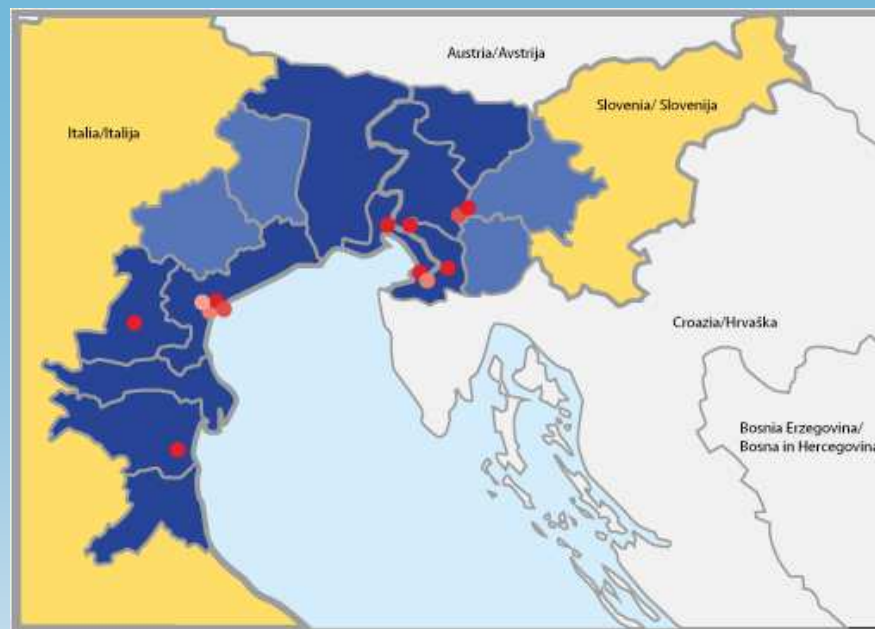 Austria/Avstrija
Slovenia/ Slovenija
Italia/Italija
Croazia/Hrvaška
Bosnia Erzegovina/
Bosna in Hercegovina